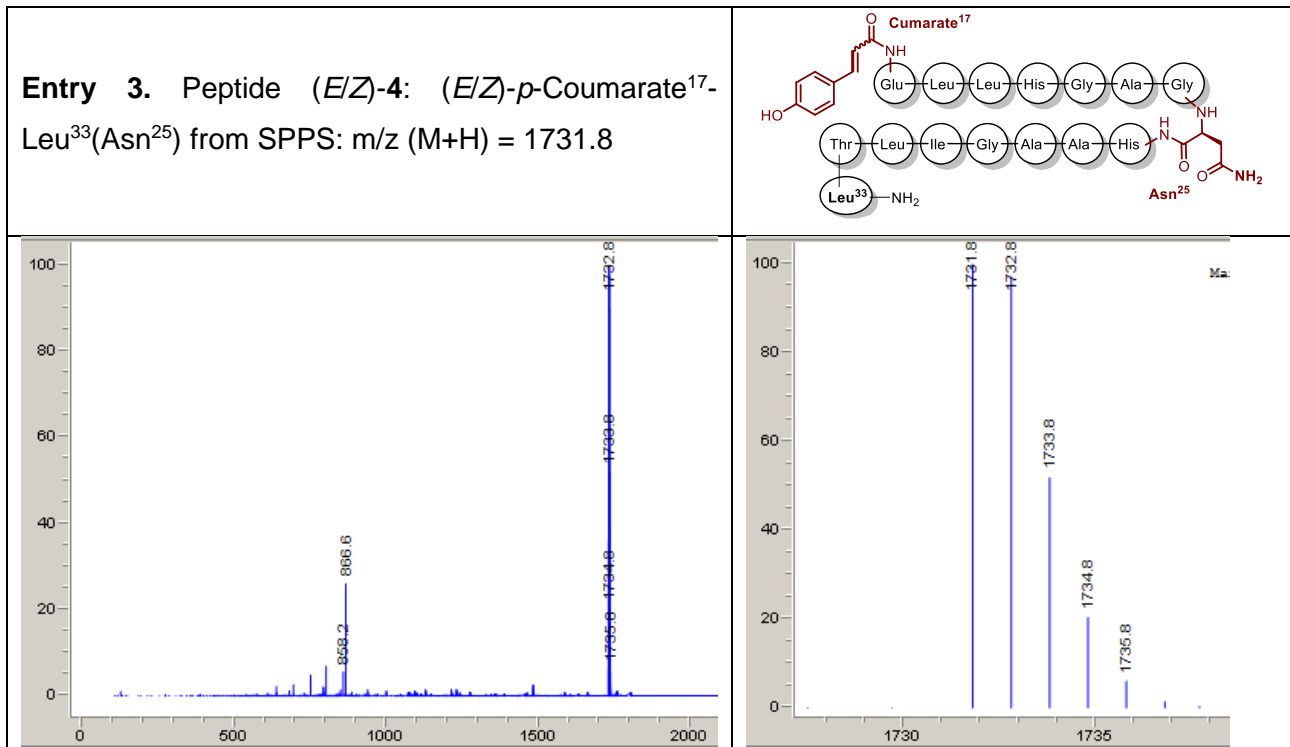 Entry 3. Peptide (E/Z)-4: (E/Z)-p-Coumarate¹⁷-
Leu³³(Asn²⁵) from SPPS: m/z (M+H) = 1731.8
O
Cumarate¹⁷
NH
HO
Glu Leu Leu His Gly Ala Gly
NH
Thr Leu Ile Gly Ala Ala His
NH
O
O
NH₂
Asn²⁵
Leu³³ NH₂
100
80
60
40
20
0
0 500 1000 1500 2000
858.2
866.6
1732.8
1733.8
1734.8
1735.8
Ma
100
80
60
40
20
0
1730 1735
1731.8
1732.8
1733.8
1734.8
1735.8